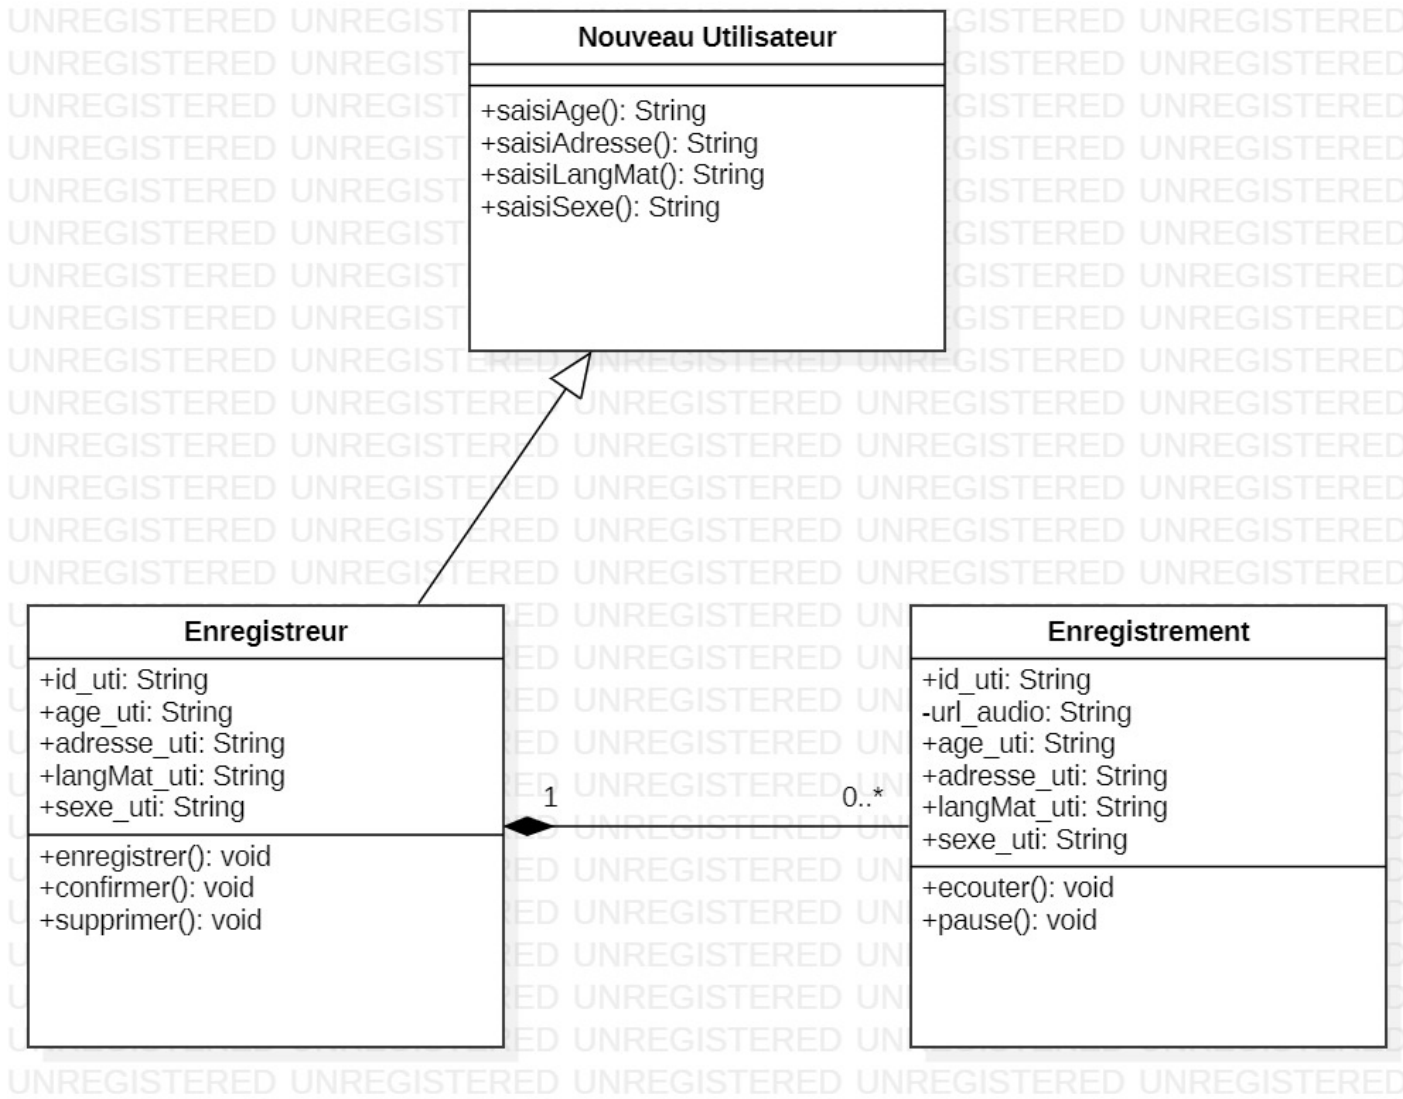 Nouveau Utilisateur
+saisiAge(): String
+saisiAdresse(): String
+saisiLangMat(): String
+saisiSexe(): String
Enregistreur
+id_uti: String
+age_uti: String
+adresse_uti: String
+langMat_uti: String
+sexe_uti: String
+enregistrer(): void
+confirmer(): void
+supprimer(): void
1
0..*
Enregistrement
+id_uti: String
-url_audio: String
+age_uti: String
+adresse_uti: String
+langMat_uti: String
+sexe_uti: String
+ecouter(): void
+pause(): void
UNREGISTERED